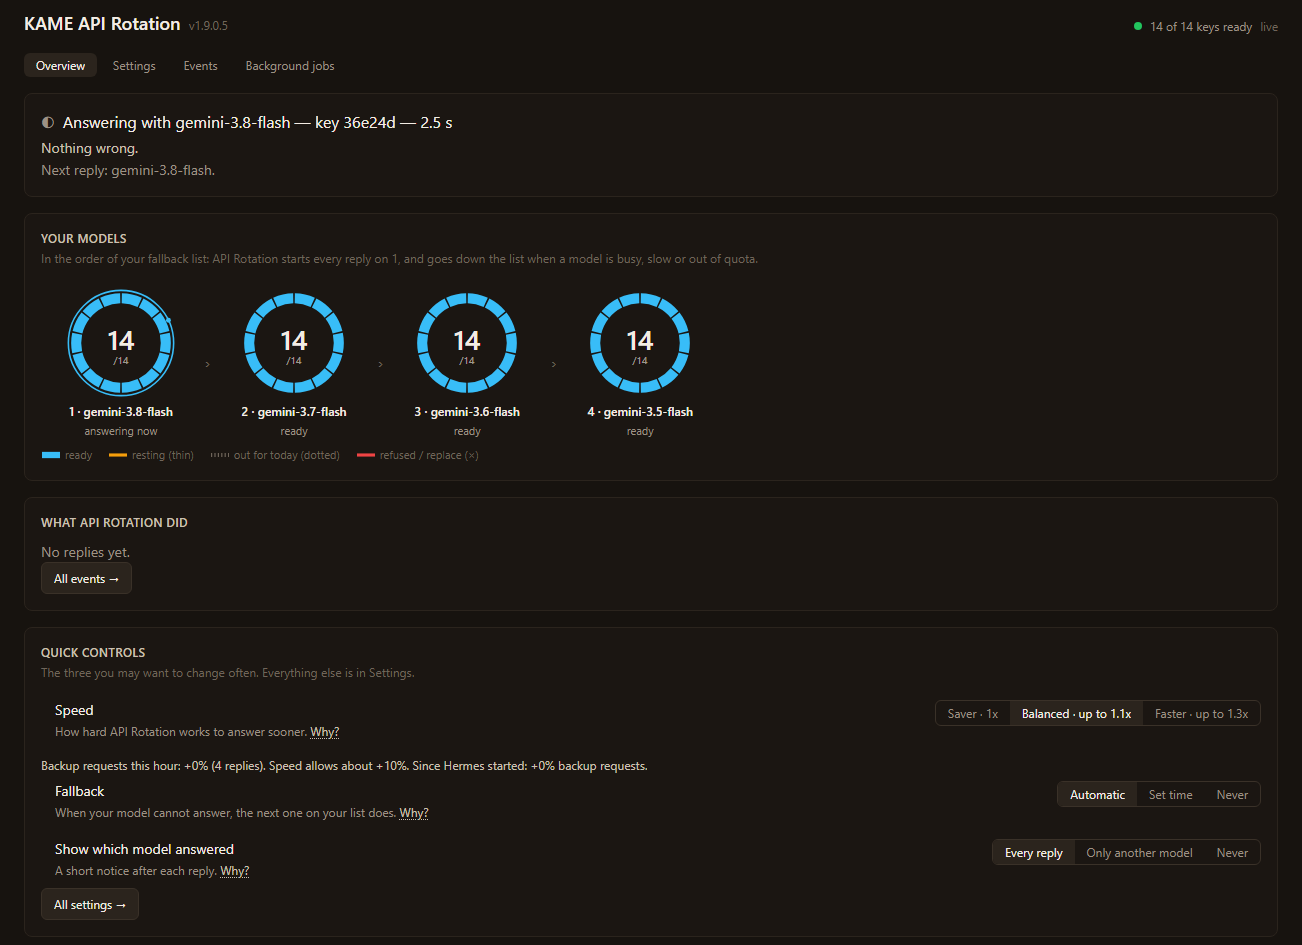 KAME API Rotation v1.9.0.5
14 of 14 keys ready live
Overview Settings Events Background jobs
Answering with gemini-3.8-flash — key 36e24d — 2.5 s
Nothing wrong.
Next reply: gemini-3.8-flash.
YOUR MODELS
In the order of your fallback list: API Rotation starts every reply on 1, and goes down the list when a model is busy, slow or out of quota.
14 14 14 14
/14 /14 /14 /14
› › ›
1 · gemini-3.8-flash 2 · gemini-3.7-flash 3 · gemini-3.6-flash 4 · gemini-3.5-flash
answering now ready ready ready
ready resting (thin) out for today (dotted) refused / replace (×)
WHAT API ROTATION DID
No replies yet.
All events →
QUICK CONTROLS
The three you may want to change often. Everything else is in Settings.
Speed
Saver · 1x Balanced · up to 1.1x Faster · up to 1.3x
How hard API Rotation works to answer sooner. Why?
Backup requests this hour: +0% (4 replies). Speed allows about +10%. Since Hermes started: +0% backup requests.
Fallback
Automatic Set time Never
When your model cannot answer, the next one on your list does. Why?
Show which model answered
Every reply Only another model Never
A short notice after each reply. Why?
All settings →